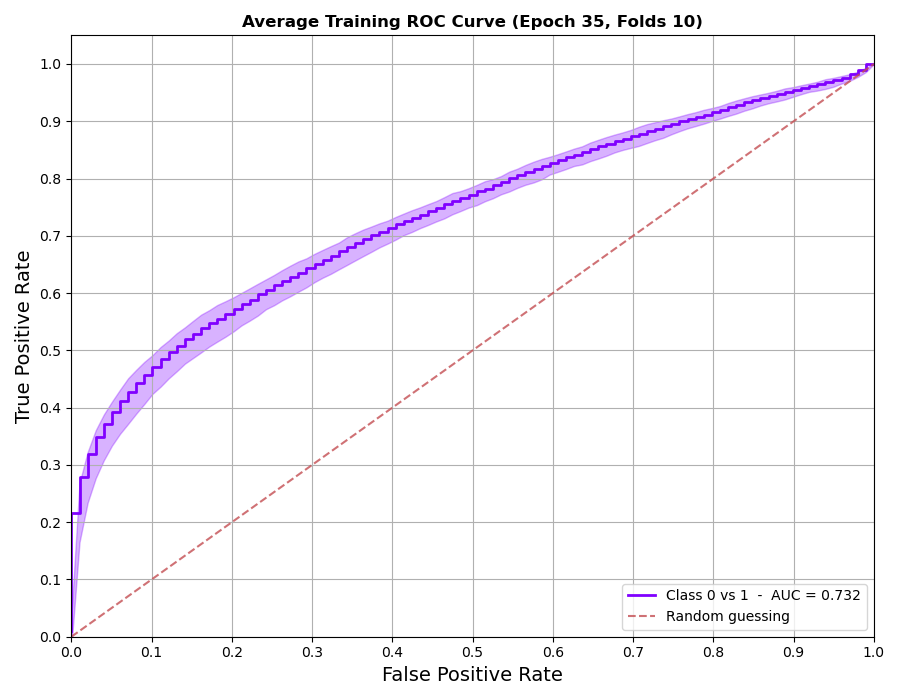 Average Training ROC Curve (Epoch 35, Folds 10)
True Positive Rate
1.0
0.9
0.8
0.7
0.6
0.5
0.4
0.3
0.2
0.1
0.0
Class 0 vs 1 - AUC = 0.732
Random guessing
0.0 0.1 0.2 0.3 0.4 0.5 0.6 0.7 0.8 0.9 1.0
False Positive Rate